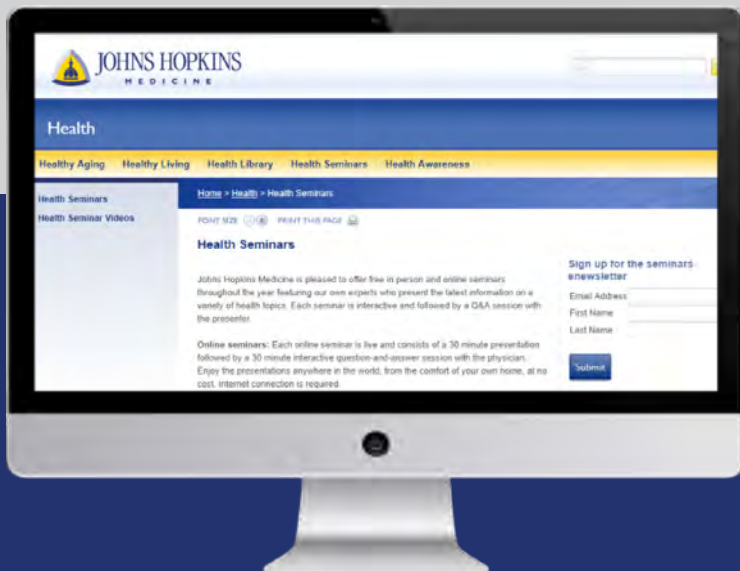 JOHNS HOPKINS
MEDICINE
Health
Healthy Aging Healthy Living Health Library Health Seminars Health Awareness
Health Seminars
Health Seminar Videos
Home > Health > Health Seminars
FONT SIZE PRINT THIS PAGE
Health Seminars
Johns Hopkins Medicine is pleased to offer free in person and online seminars
throughout the year featuring our own experts who present the latest information on a
variety of health topics. Each seminar is interactive and followed by a Q&A session with
the presenter.
Online seminars: Each online seminar is live and consists of a 30 minute presentation
followed by a 30 minute interactive question-and-answer session with the physician.
Enjoy the presentations anywhere in the world, from the comfort of your own home, at no
cost. Internet connection is required.
Sign up for the seminars
enewsletter
Email Address
First Name
Last Name
Submit